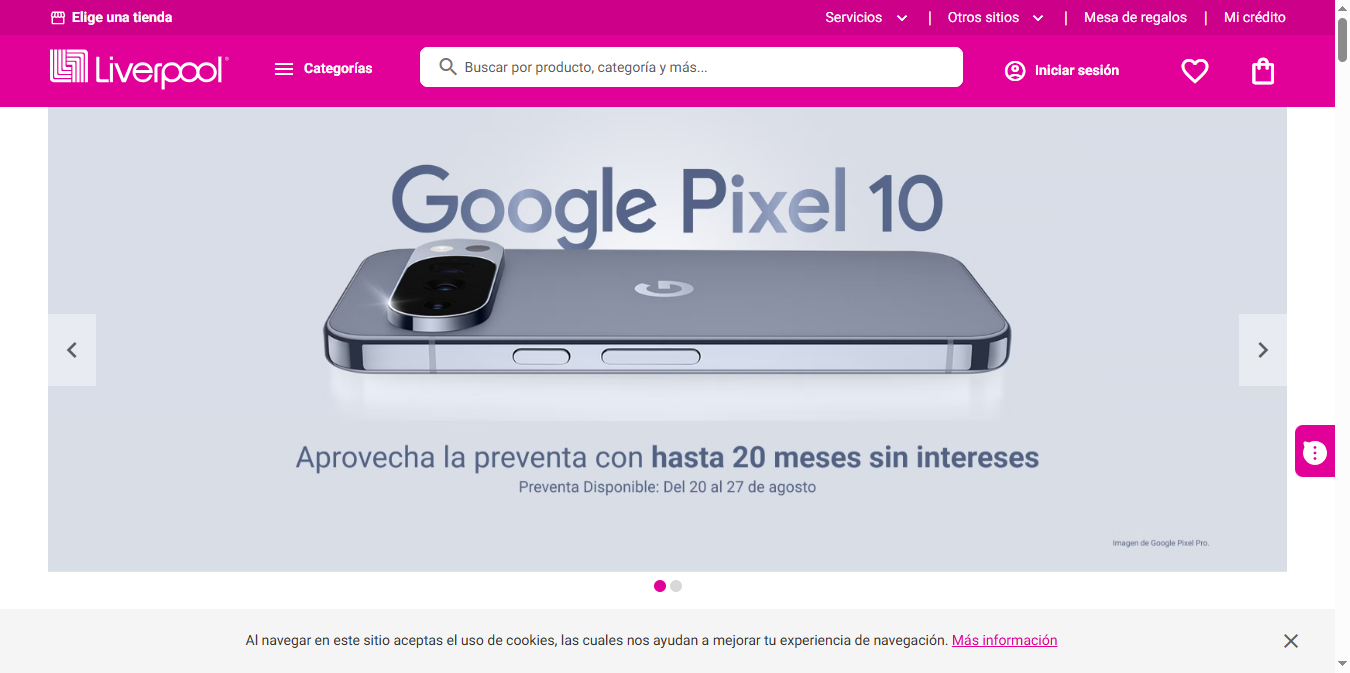 Elige una tienda
Servicios | Otros sitios | Mesa de regalos | Mi crédito
Liverpool
Categorías
Buscar por producto, categoría y más...
Iniciar sesión
Google Pixel 10
Aprovecha la preventa con hasta 20 meses sin intereses
Preventa Disponible: Del 20 al 27 de agosto
Imagen de Google Pixel Pro.
Al navegar en este sitio aceptas el uso de cookies, las cuales nos ayudan a mejorar tu experiencia de navegación. Más información